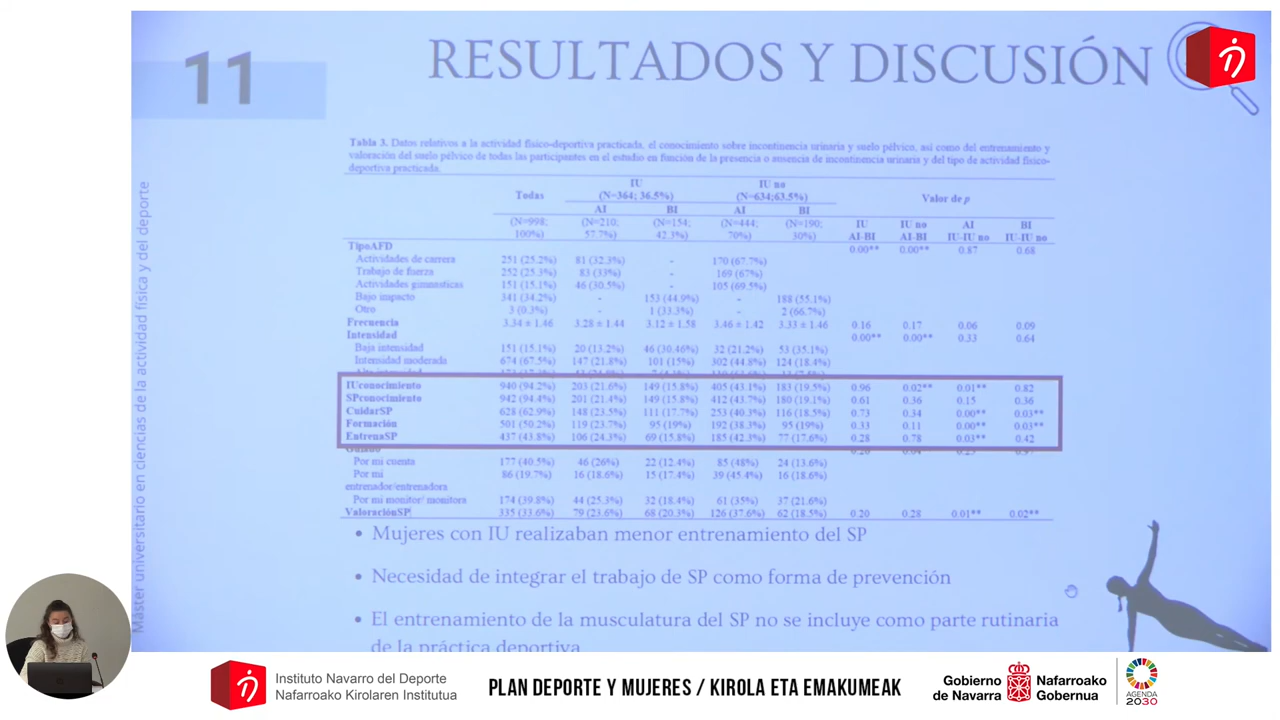 11
RESULTADOS Y DISCUSIÓN
Máster universitario en ciencias de la actividad física y del deporte
Tabla 3. Datos relativos a la actividad físico-deportiva practicada, el conocimiento sobre incontinencia urinaria y suelo pélvico, así como del entrenamiento y
valoración del suelo pélvico de todas las participantes en el estudio en función de la presencia o ausencia de incontinencia urinaria y del tipo de actividad físico-
deportiva practicada.
IU IU no
Todas (N=364; 36.5%) (N=634;63.5%) Valor de p
AI BI AI BI
(N=998; (N=210; (N=154; (N=444; (N=190; IU IU no AI BI
100%) 57.7%) 42.3%) 70%) 30%) AI-BI AI-BI IU-IU no IU-IU no
TipoAFD 0.00** 0.00** 0.87 0.68
Actividades de carrera 251 (25.2%) 81 (32.3%) - 170 (67.7%)
Trabajo de fuerza 252 (25.3%) 83 (33%) - 169 (67%)
Actividades gimnasticas 151 (15.1%) 46 (30.5%) 105 (69.5%)
Bajo impacto 341 (34.2%) - 153 (44.9%) - 188 (55.1%)
Otro 3 (0.3%) - 1 (33.3%) - 2 (66.7%)
Frecuencia 3.34 ± 1.46 3.28 ± 1.44 3.12 ± 1.58 3.46 ± 1.42 3.33 ± 1.46 0.16 0.17 0.06 0.09
Intensidad 0.00** 0.00** 0.33 0.64
Baja intensidad 151 (15.1%) 20 (13.2%) 46 (30.46%) 32 (21.2%) 53 (35.1%)
Intensidad moderada 674 (67.5%) 147 (21.8%) 101 (15%) 302 (44.8%) 124 (18.4%)
IUconocimiento 940 (94.2%) 203 (21.6%) 149 (15.8%) 405 (43.1%) 183 (19.5%) 0.96 0.02** 0.01** 0.82
SPconocimiento 942 (94.4%) 201 (21.4%) 149 (15.8%) 412 (43.7%) 180 (19.1%) 0.61 0.36 0.15 0.36
CuidarSP 628 (62.9%) 148 (23.5%) 111 (17.7%) 253 (40.3%) 116 (18.5%) 0.73 0.34 0.00** 0.03**
Formación 501 (50.2%) 119 (23.7%) 95 (19%) 192 (38.3%) 95 (19%) 0.33 0.11 0.00** 0.03**
EntrenaSP 437 (43.8%) 106 (24.3%) 69 (15.8%) 185 (42.3%) 77 (17.6%) 0.28 0.78 0.03** 0.42
Por mi cuenta 177 (40.5%) 46 (26%) 22 (12.4%) 85 (48%) 24 (13.6%)
Por mi 86 (19.7%) 16 (18.6%) 15 (17.4%) 39 (45.4%) 16 (18.6%)
entrenador/entrenadora
Por mi monitor/ monitora 174 (39.8%) 44 (25.3%) 32 (18.4%) 61 (35%) 37 (21.6%)
ValoraciónSP 335 (33.6%) 79 (23.6%) 68 (20.3%) 126 (37.6%) 62 (18.5%) 0.20 0.28 0.01** 0.02**
• Mujeres con IU realizaban menor entrenamiento del SP
• Necesidad de integrar el trabajo de SP como forma de prevención
• El entrenamiento de la musculatura del SP no se incluye como parte rutinaria
de la práctica deportiva
Instituto Navarro del Deporte
Nafarroako Kirolaren Institutua
PLAN DEPORTE Y MUJERES / KIROLA ETA EMAKUMEAK
Gobierno de Navarra
Nafarroako Gobernua
AGENDA
2030